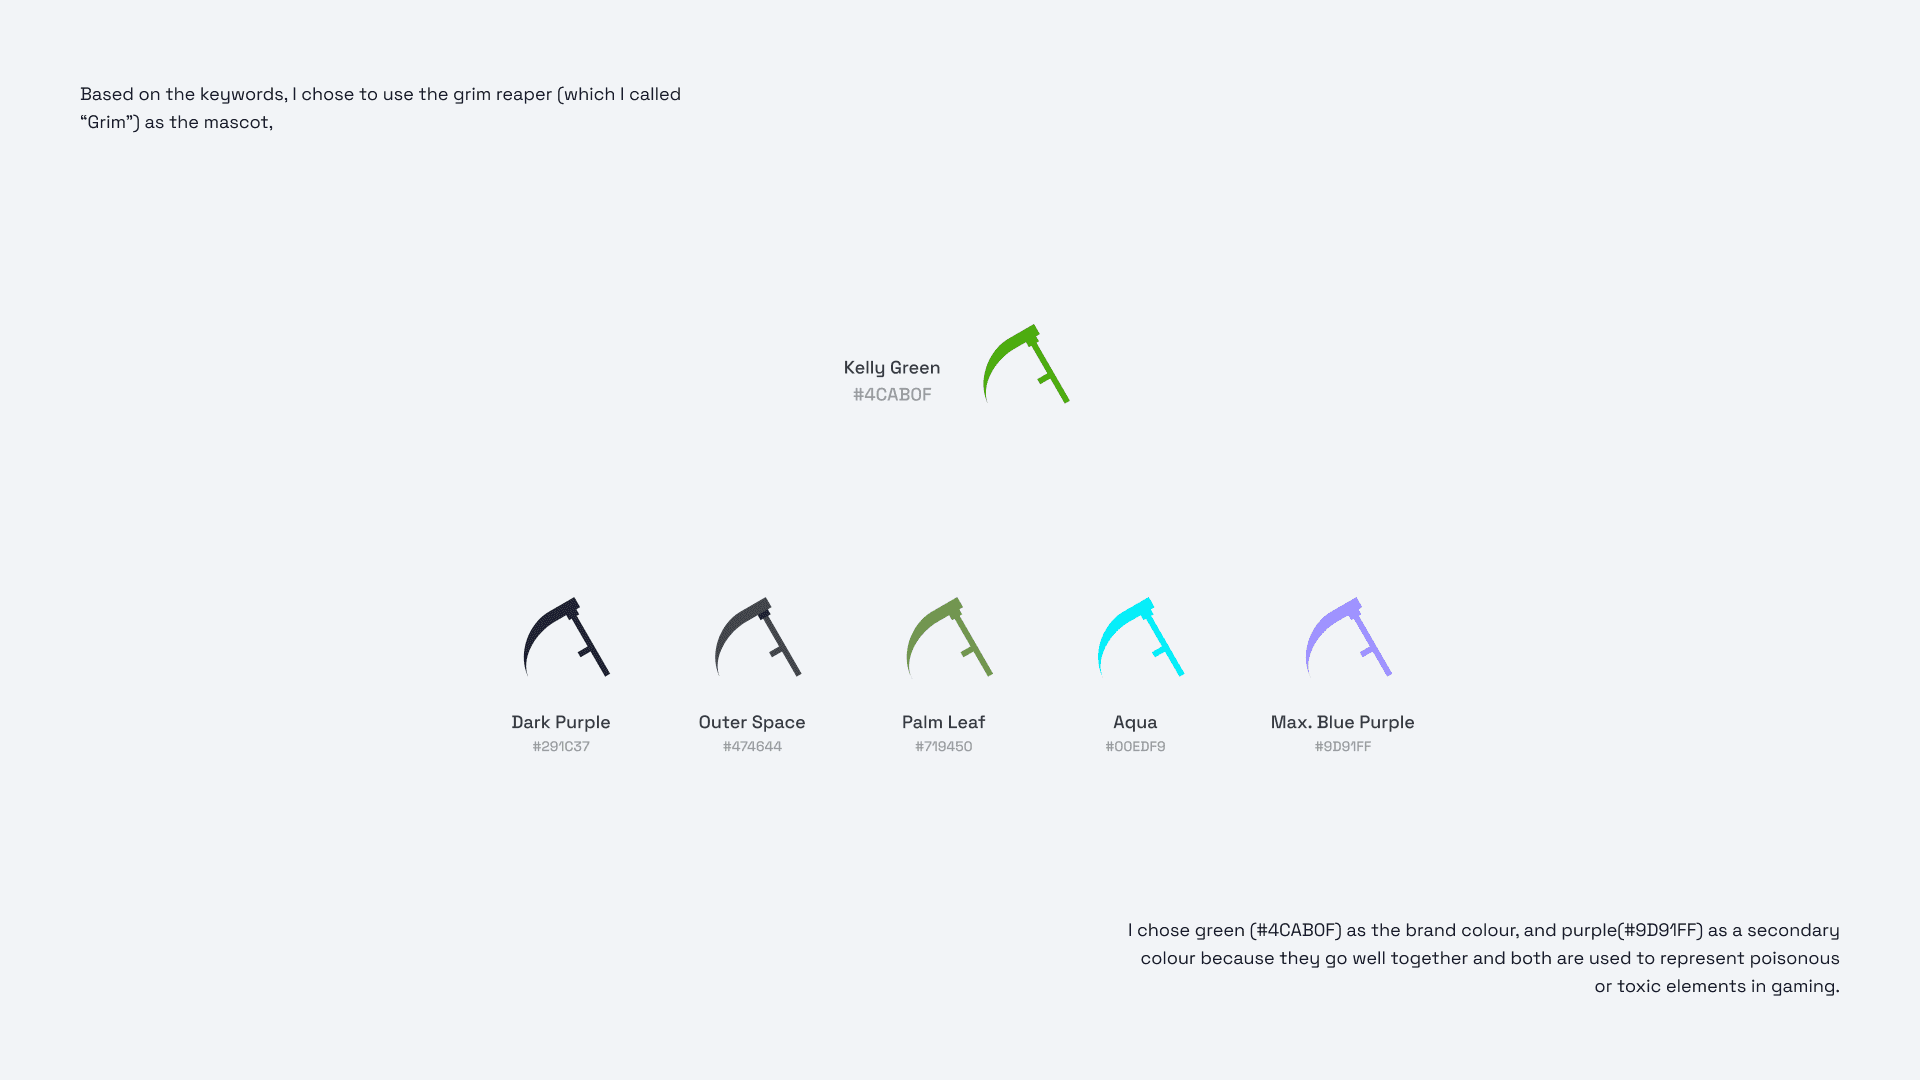 Based on the keywords, I chose to use the grim reaper (which I called
“Grim”) as the mascot,
Kelly Green
#4CAB0F
Dark Purple
#291C37
Outer Space
#474644
Palm Leaf
#719450
Aqua
#00EDF9
Max. Blue Purple
#9D91FF
I chose green (#4CAB0F) as the brand colour, and purple(#9D91FF) as a secondary
colour because they go well together and both are used to represent poisonous
or toxic elements in gaming.